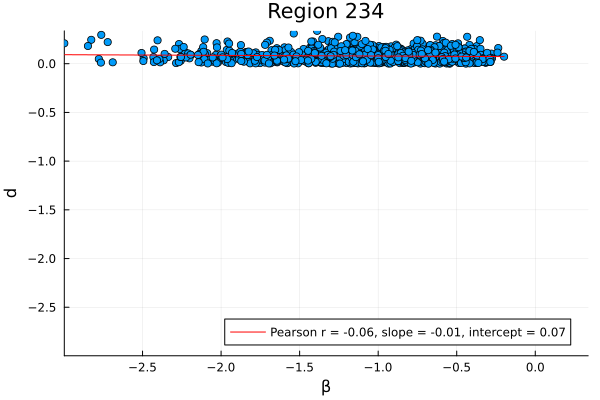 Region 234
0.0
−0.5
−1.0
−1.5
−2.0
−2.5
d
Pearson r = -0.06, slope = -0.01, intercept = 0.07
−2.5 −2.0 −1.5 −1.0 −0.5 0.0
β